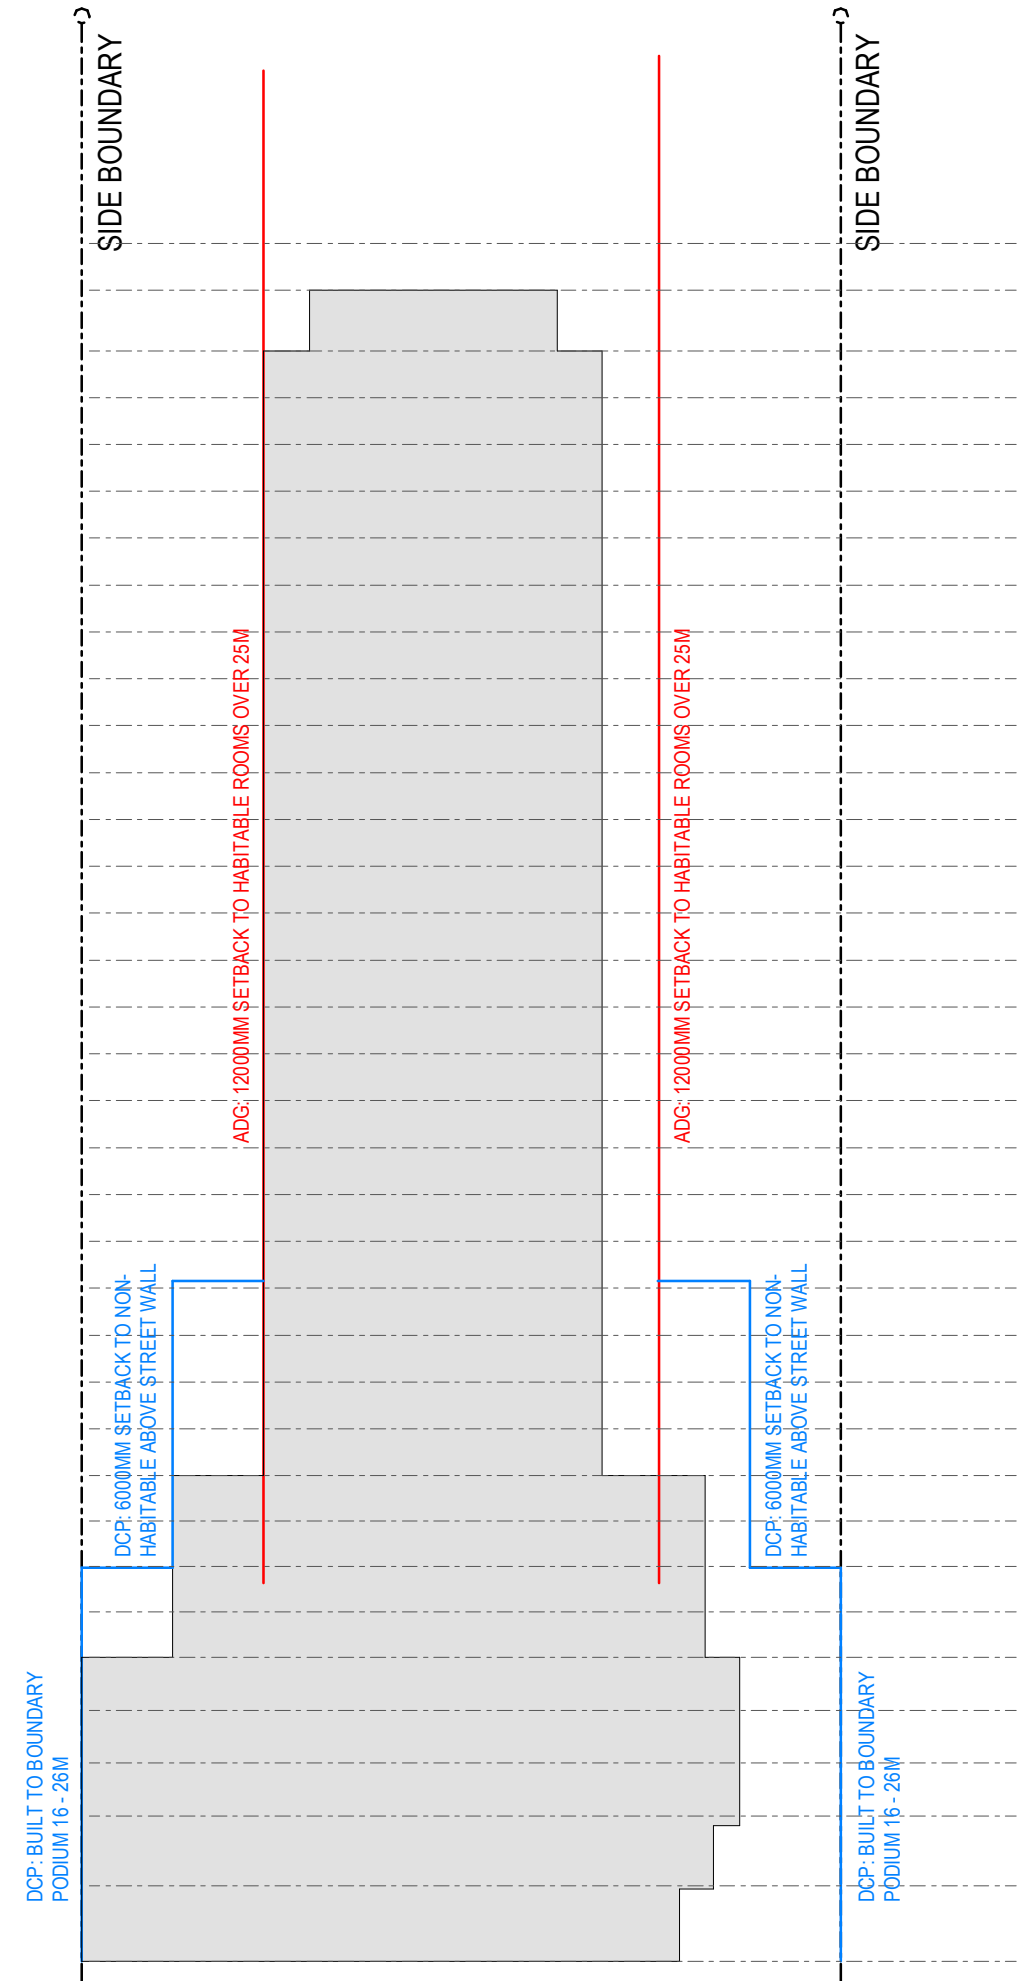 SIDE BOUNDARY
SIDE BOUNDARY
ADG: 12000MM SETBACK TO HABITABLE ROOMS OVER 25M
ADG: 12000MM SETBACK TO HABITABLE ROOMS OVER 25M
DCP: 6000MM SETBACK TO NON-
HABITABLE ABOVE STREET WALL
DCP: 6000MM SETBACK TO NON-
HABITABLE ABOVE STREET WALL
DCP: BUILT TO BOUNDARY
PODIUM 16 - 26M
DCP: BUILT TO BOUNDARY
PODIUM 16 - 26M